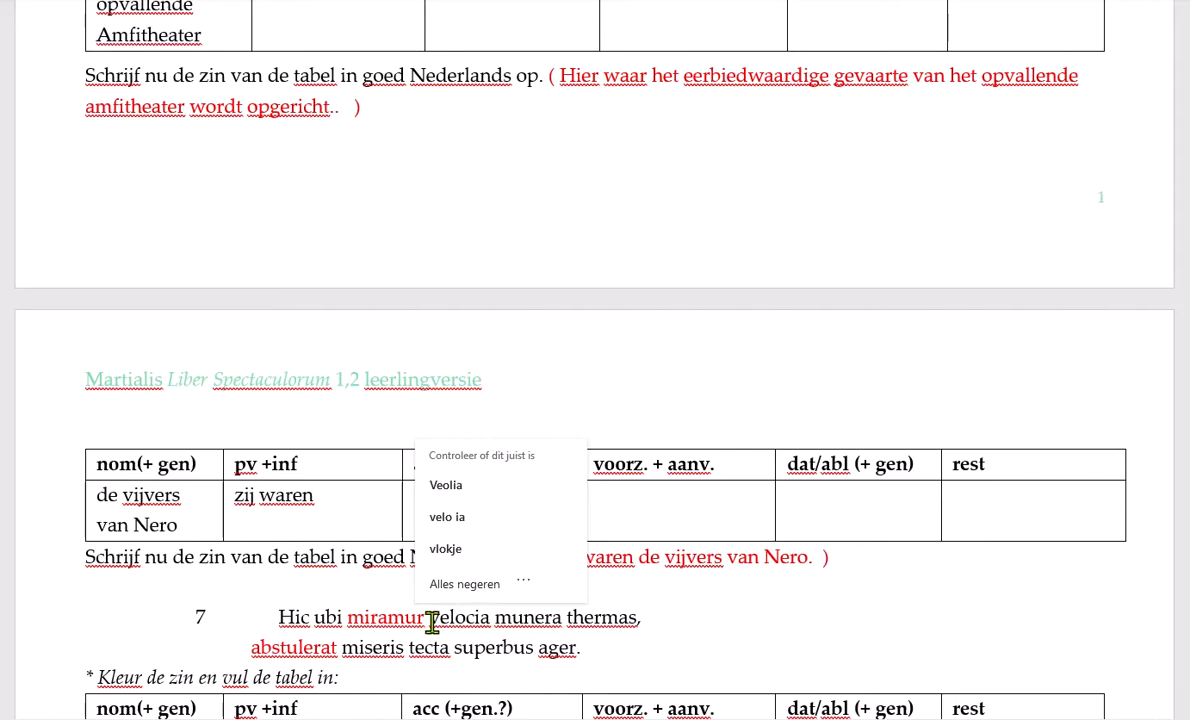 opvallende
Amfitheater
Schrijf nu de zin van de tabel in goed Nederlands op. ( Hier waar het eerbiedwaardige gevaarte van het opvallende
amfitheater wordt opgericht.. )
1
Martialis Liber Spectaculorum 1,2 leerlingversie
nom(+ gen) pv +inf voorz. + aanv. dat/abl (+ gen) rest
de vijvers zij waren
van Nero
Controleer of dit juist is
Veolia
velo ia
vlokje
Alles negeren ...
Schrijf nu de zin van de tabel in goed waren de vijvers van Nero. )
7 Hic ubi miramur velocia munera thermas,
abstulerat miseris tecta superbus ager.
* Kleur de zin en vul de tabel in:
nom(+ gen) pv +inf acc (+gen.?) voorz. + aanv. dat/abl (+ gen) rest